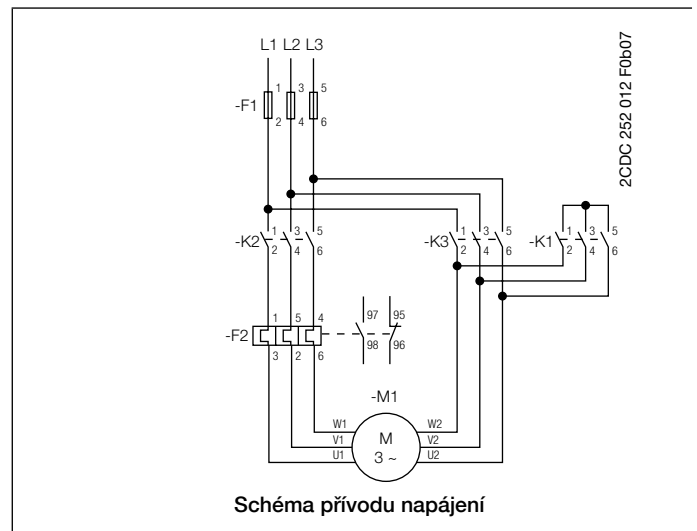 L1 L2 L3
2CDC 252 012 F0b07
-F1 1 3 5
2 4 6
-K2 1 3 5
2 4 6
-K3 1 3 5
2 4 6
-K1 1 3 5
2 4 6
-F2 1 5 4
3 2 6
97 95
98 96
-M1
W1 W2
V1 M V2
U1 3 ~ U2
Schéma přívodu napájení